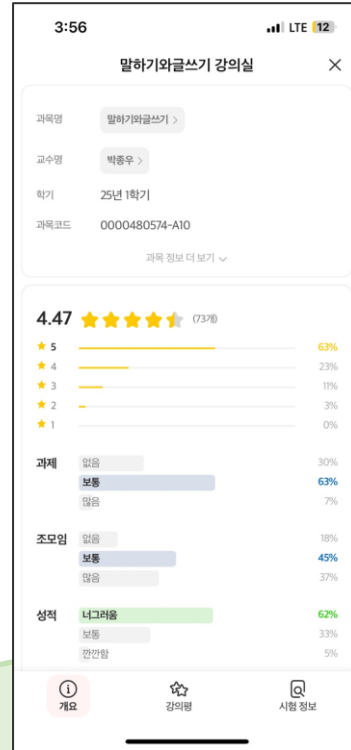 3:56 LTE 12
말하기와글쓰기 강의실
과목명 말하기와글쓰기
교수명 박종우
학기 25년 1학기
과목코드 0000480574-A10
과목 정보 더 보기
4.47 (73개)
5 63%
4 23%
3 11%
2 3%
1 0%
과제 없음 30%
보통 63%
많음 7%
조모임 없음 18%
보통 45%
많음 37%
성적 너그러움 62%
보통 33%
깐깐함 5%
개요 강의평 시험 정보